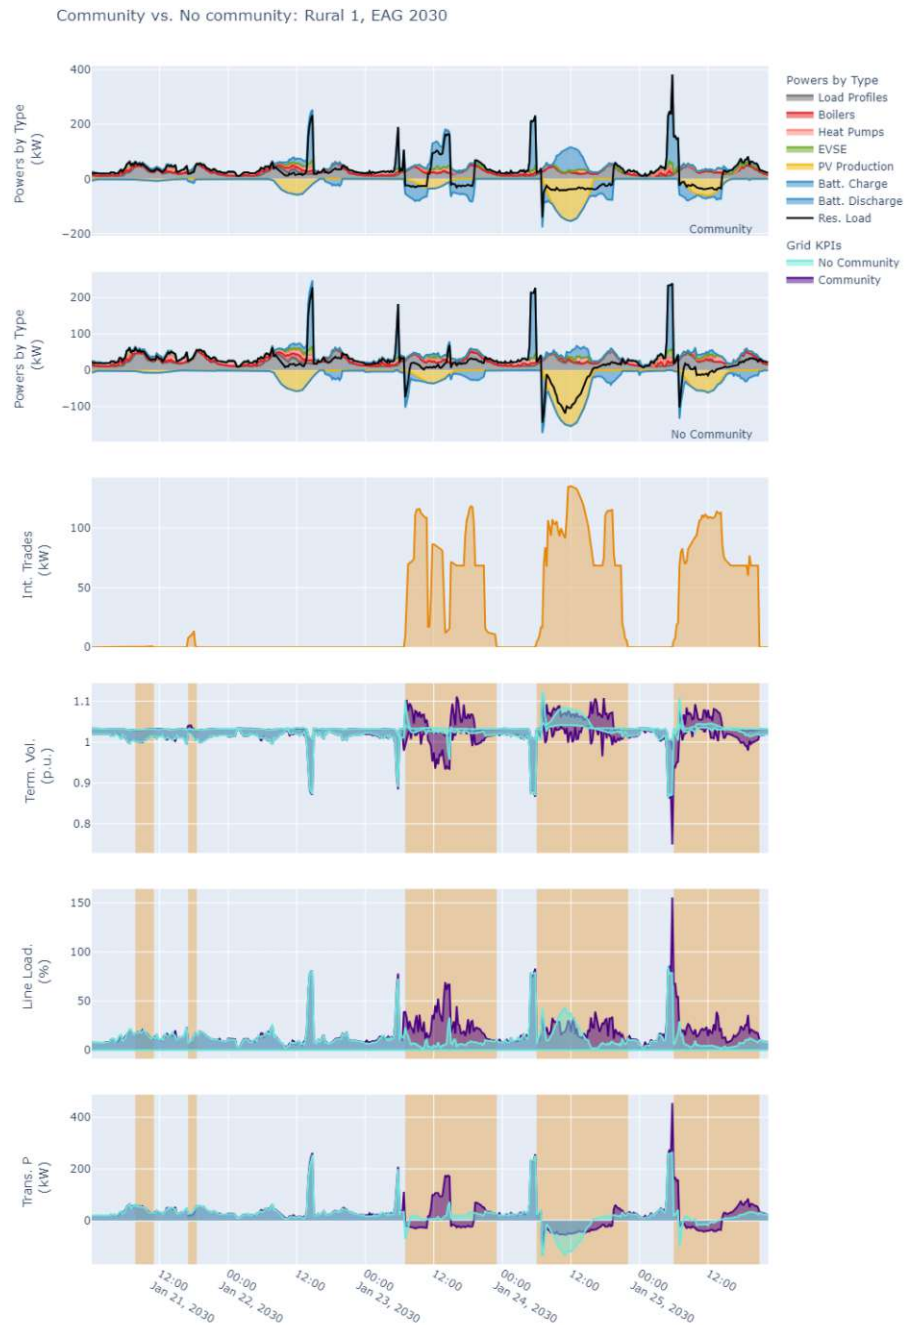 Community vs. No community: Rural 1, EAG 2030
Powers by Type
(kW)
400
200
0
−200
Community
Powers by Type
Load Profiles
Boilers
Heat Pumps
EVSE
PV Production
Batt. Charge
Batt. Discharge
Res. Load
Grid KPIs
No Community
Community
Powers by Type
(kW)
200
100
0
−100
No Community
Int. Trades
(kW)
100
50
0
Term. Vol.
(p.u.)
1.1
1
0.9
0.8
Line Load.
(%)
150
100
50
0
Trans. P
(kW)
400
200
0
12:00
Jan 21, 2030
00:00
Jan 22, 2030
12:00
00:00
Jan 23, 2030
12:00
00:00
Jan 24, 2030
12:00
00:00
Jan 25, 2030
12:00